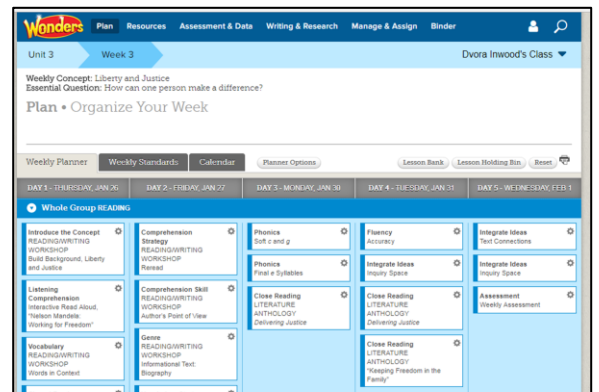 Wonders Plan Resources Assessment & Data Writing & Research Manage & Assign Binder
Unit 3 Week 3 Dvora Inwood's Class
Weekly Concept: Liberty and Justice
Essential Question: How can one person make a difference?
Plan • Organize Your Week
Weekly Planner Weekly Standards Calendar Planner Options Lesson Bank Lesson Holding Bin Reset
DAY 1 - THURSDAY, JAN 26 DAY 2 - FRIDAY, JAN 27 DAY 3 - MONDAY, JAN 30 DAY 4 - TUESDAY, JAN 31 DAY 5 - WEDNESDAY, FEB 1
Whole Group READING
Introduce the Concept
READING/WRITING
WORKSHOP
Build Background, Liberty
and Justice
Listening
Comprehension
Interactive Read Aloud,
"Nelson Mandela:
Working for Freedom"
Vocabulary
READING/WRITING
WORKSHOP
Words in Context
Comprehension
Strategy
READING/WRITING
WORKSHOP
Reread
Comprehension Skill
READING/WRITING
WORKSHOP
Author's Point of View
Genre
READING/WRITING
WORKSHOP
Informational Text:
Biography
Phonics
Soft c and g
Phonics
Final e Syllables
Close Reading
LITERATURE
ANTHOLOGY
Delivering Justice
Fluency
Accuracy
Integrate Ideas
Inquiry Space
Close Reading
LITERATURE
ANTHOLOGY
Delivering Justice
Close Reading
LITERATURE
ANTHOLOGY
"Keeping Freedom in the
Family"
Integrate Ideas
Text Connections
Integrate Ideas
Inquiry Space
Assessment
Weekly Assessment